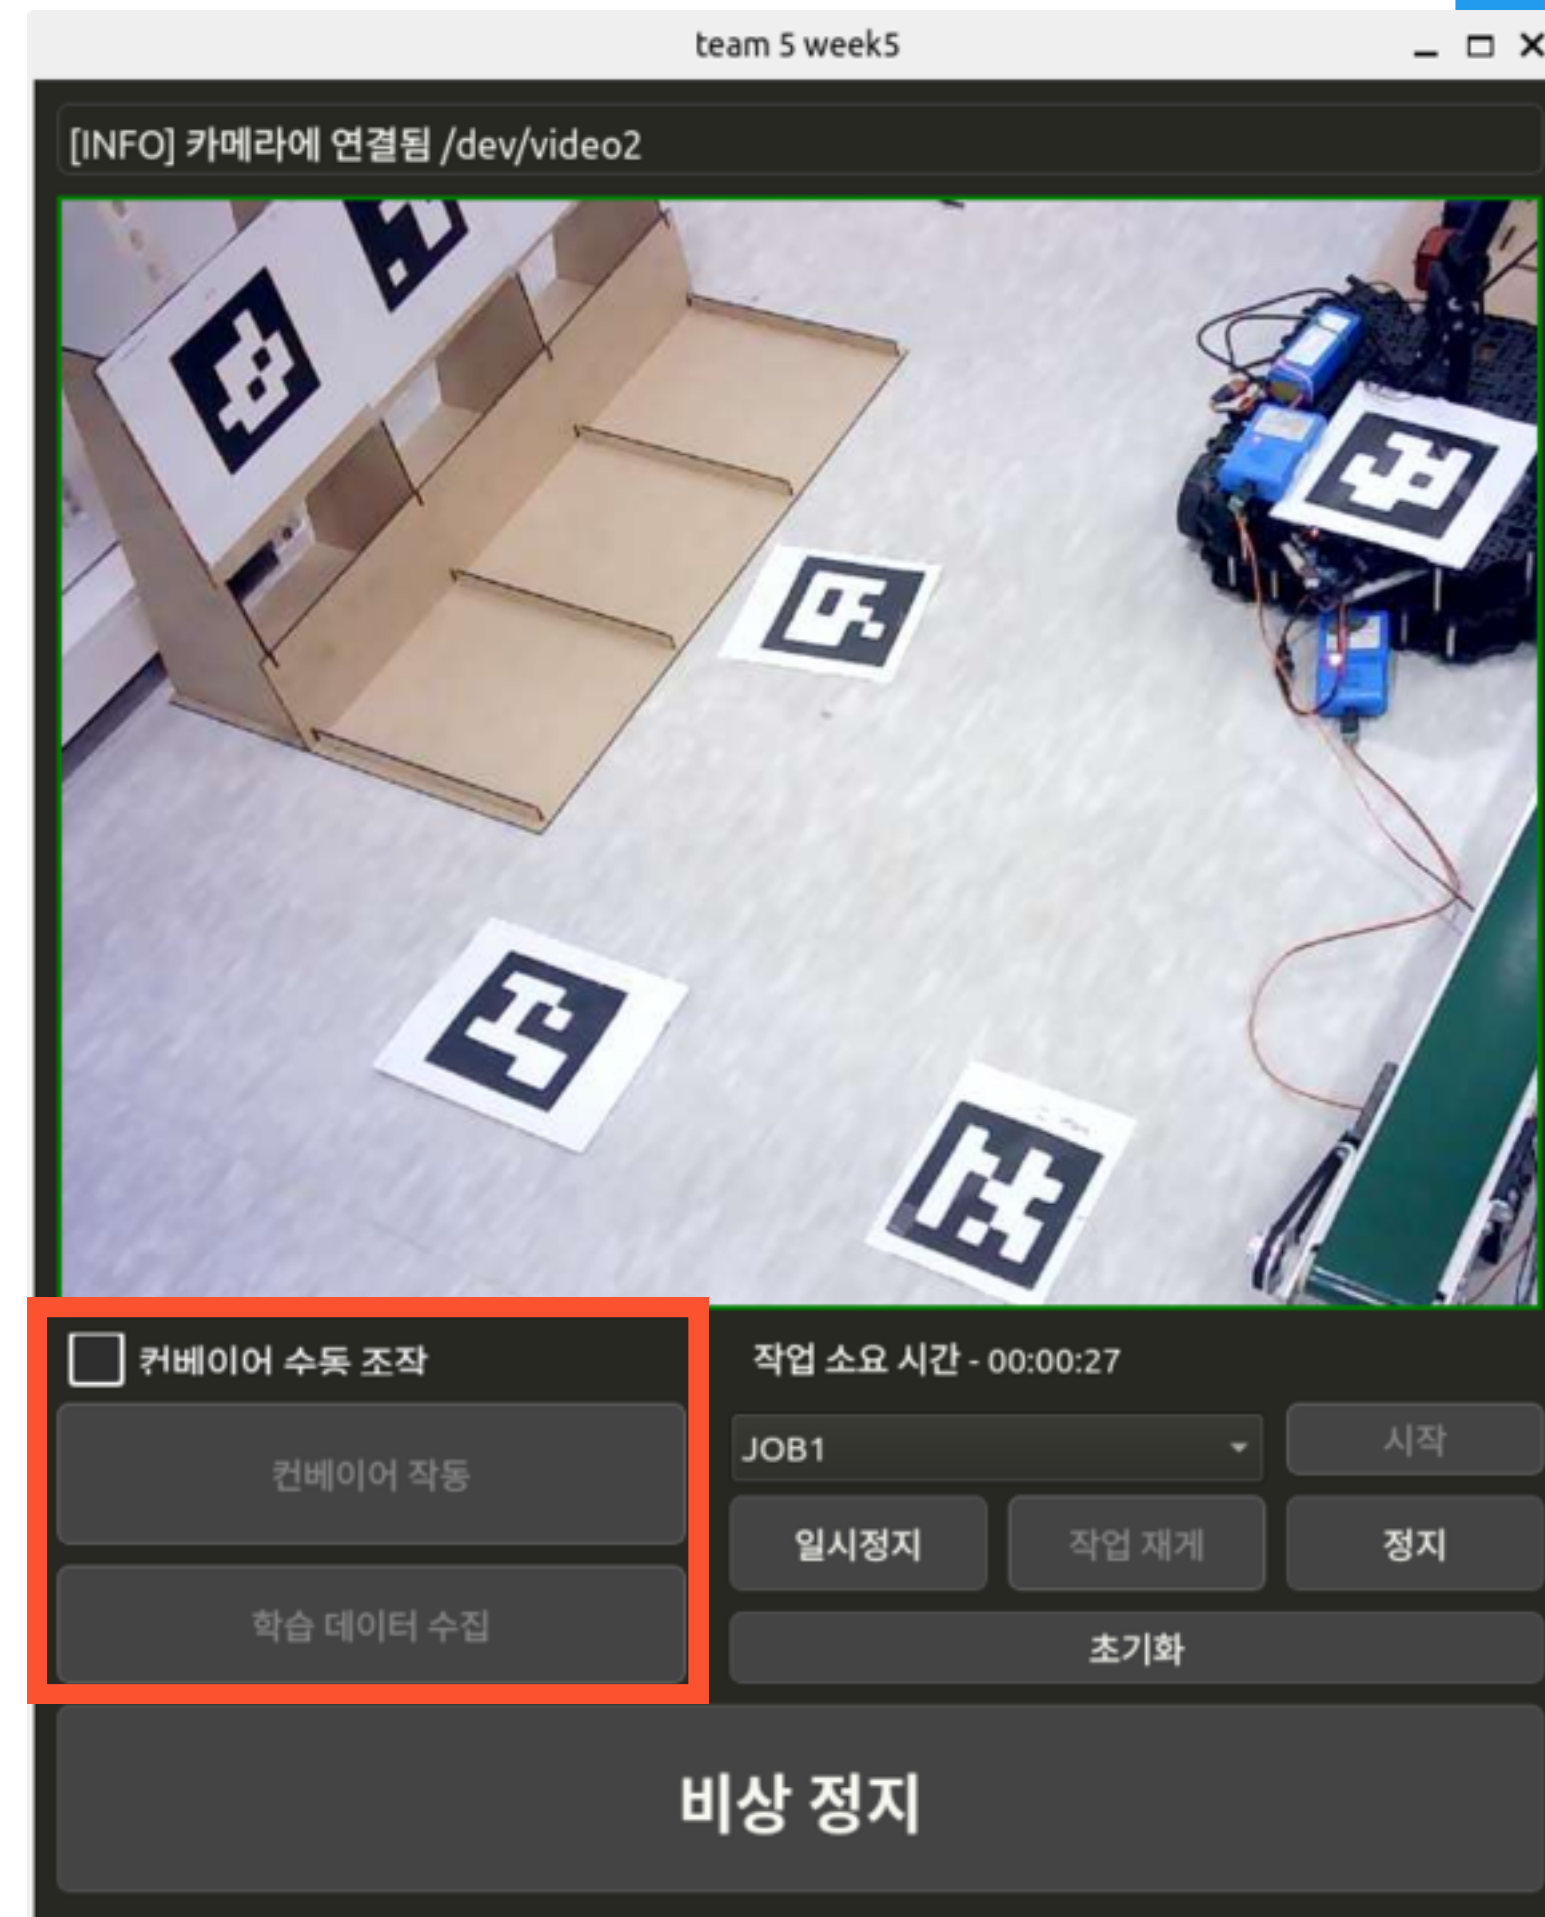 team 5 week5
[INFO] 카메라에 연결됨 /dev/video2
컨베이어 수동 조작
작업 소요 시간 - 00:00:27
컨베이어 작동
JOB1
시작
일시정지
작업 재게
정지
학습 데이터 수집
초기화
비상 정지